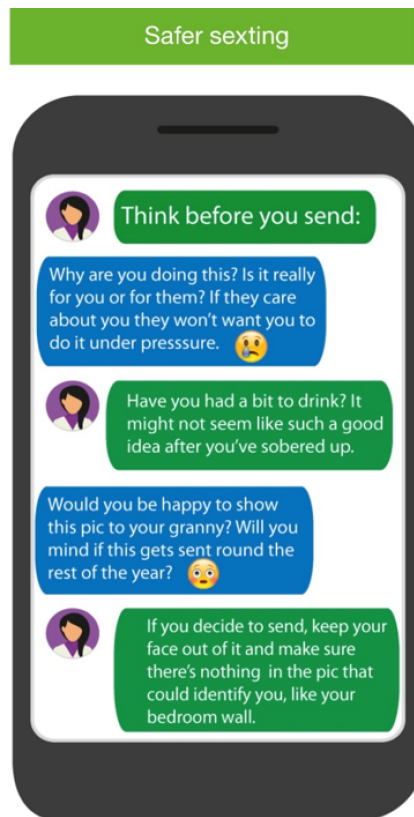 Safer sexting
Think before you send:
Why are you doing this? Is it really
for you or for them? If they care
about you they won't want you to
do it under presssure.
Have you had a bit to drink? It
might not seem like such a good
idea after you've sobered up.
Would you be happy to show
this pic to your granny? Will you
mind if this gets sent round the
rest of the year?
If you decide to send, keep your
face out of it and make sure
there's nothing in the pic that
could identify you, like your
bedroom wall.